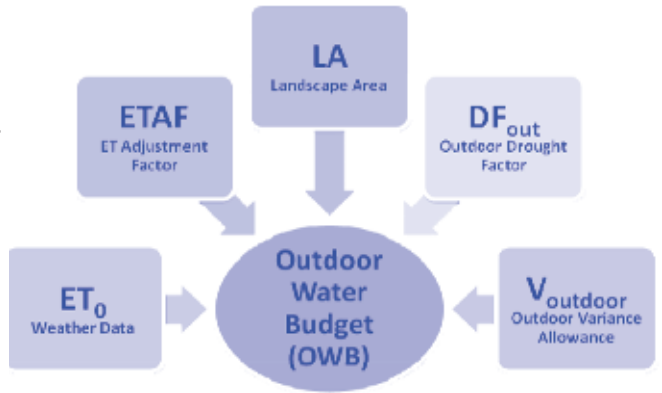 LA
Landscape Area
ETAF
ET Adjustment
Factor
DFout
Outdoor Drought
Factor
ET0
Weather Data
Outdoor
Water
Budget
(OWB)
Voutdoor
Outdoor Variance
Allowance